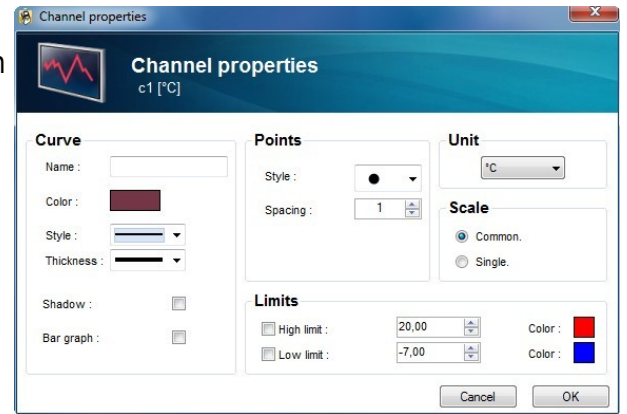 Channel properties
n
Channel properties
c1 [°C]
Curve
Name :
Color :
Style :
Thickness :
Shadow :
Bar graph :
Points
Style :
Spacing : 1
Unit
°C
Scale
Common.
Single.
Limits
High limit : 20,00 Color :
Low limit : -7,00 Color :
Cancel OK